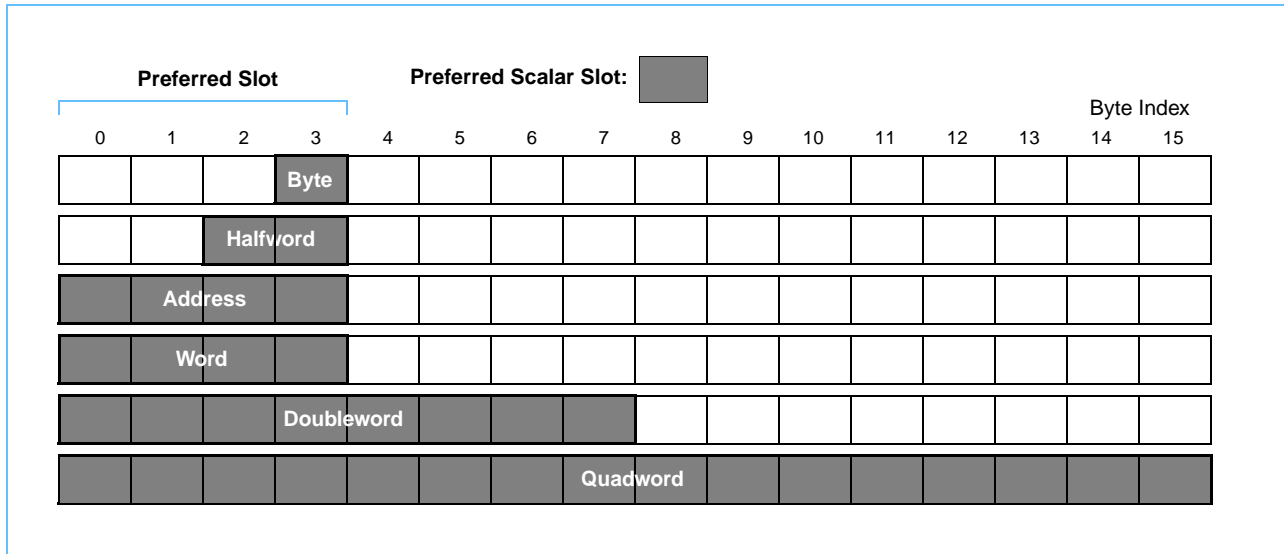 Preferred Slot
Preferred Scalar Slot:
Byte Index
0 1 2 3 4 5 6 7 8 9 10 11 12 13 14 15
Byte
Halfword
Address
Word
Doubleword
Quadword